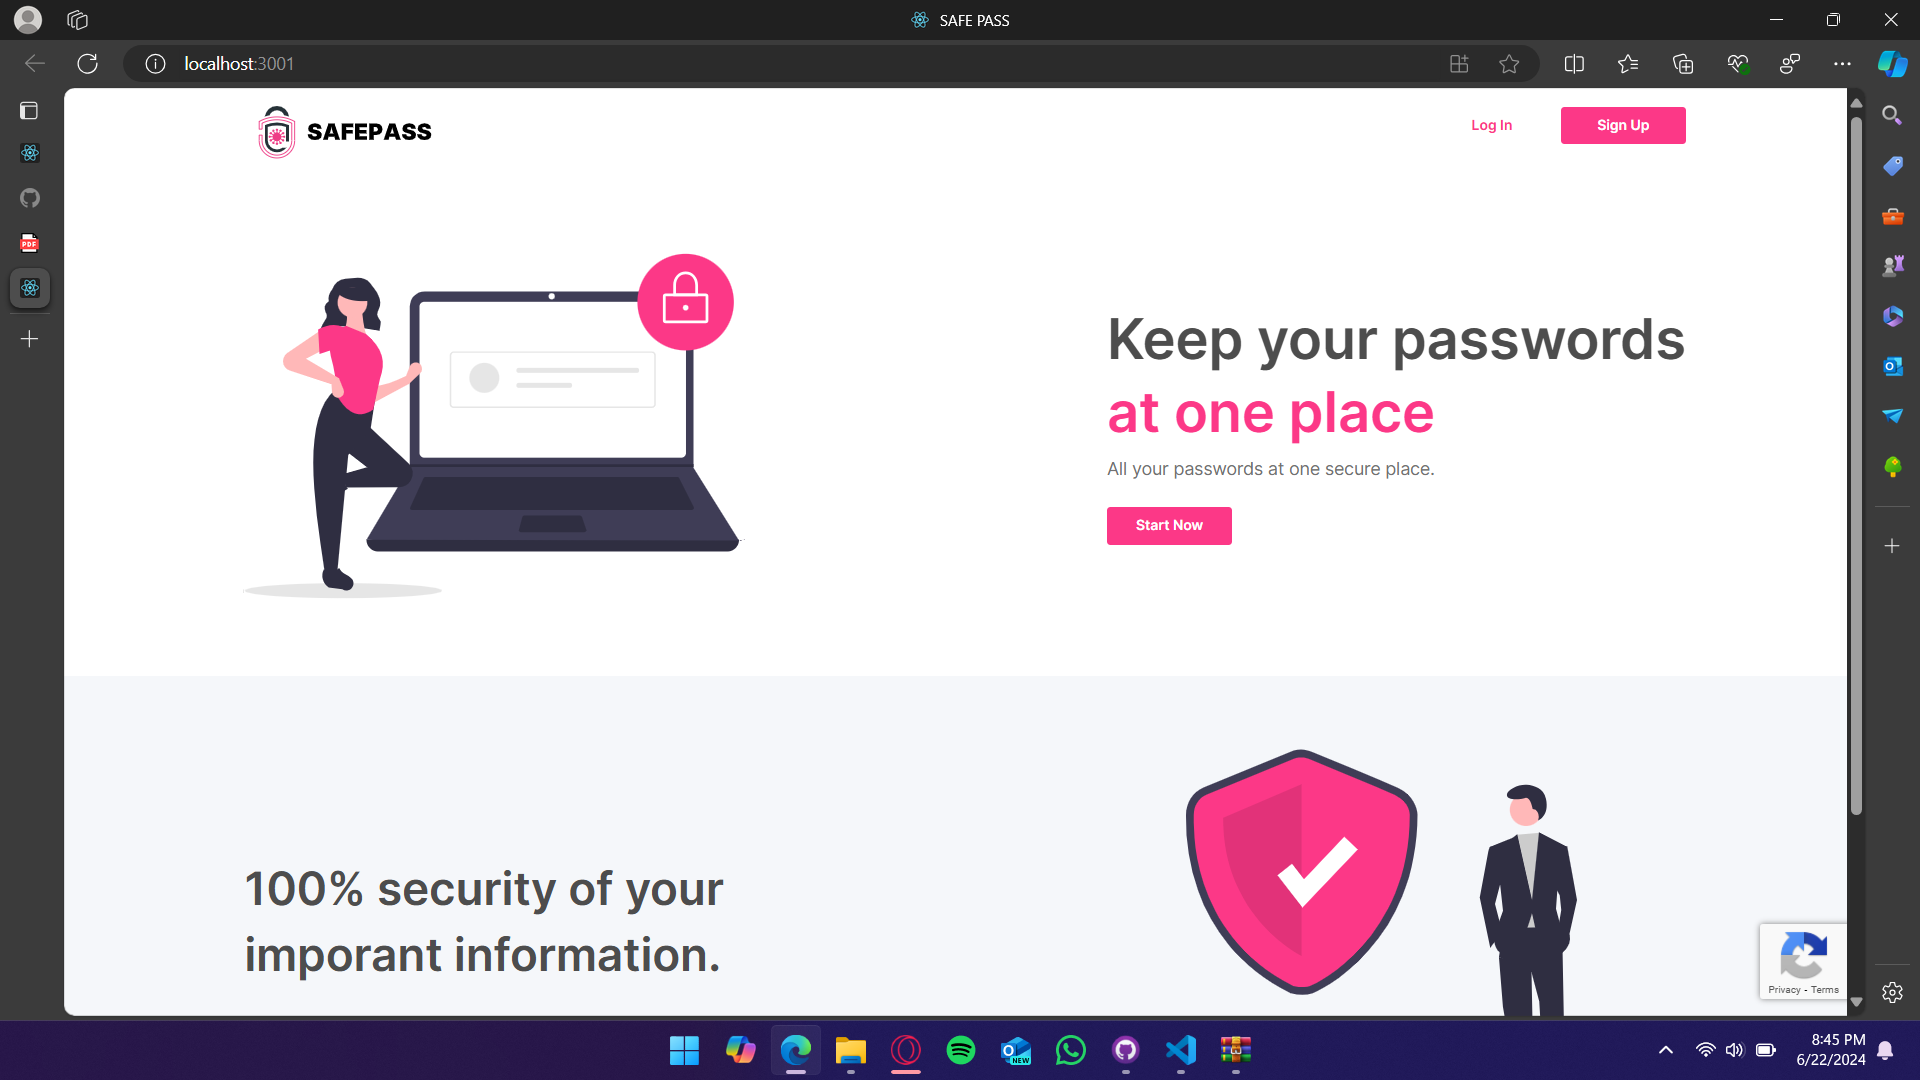 SAFE PASS
localhost:3001
SAFEPASS
Log In
Sign Up
PDF
Keep your passwords
at one place
All your passwords at one secure place.
Start Now
100% security of your
imporant information.
Privacy - Terms
NEW
8:45 PM
6/22/2024